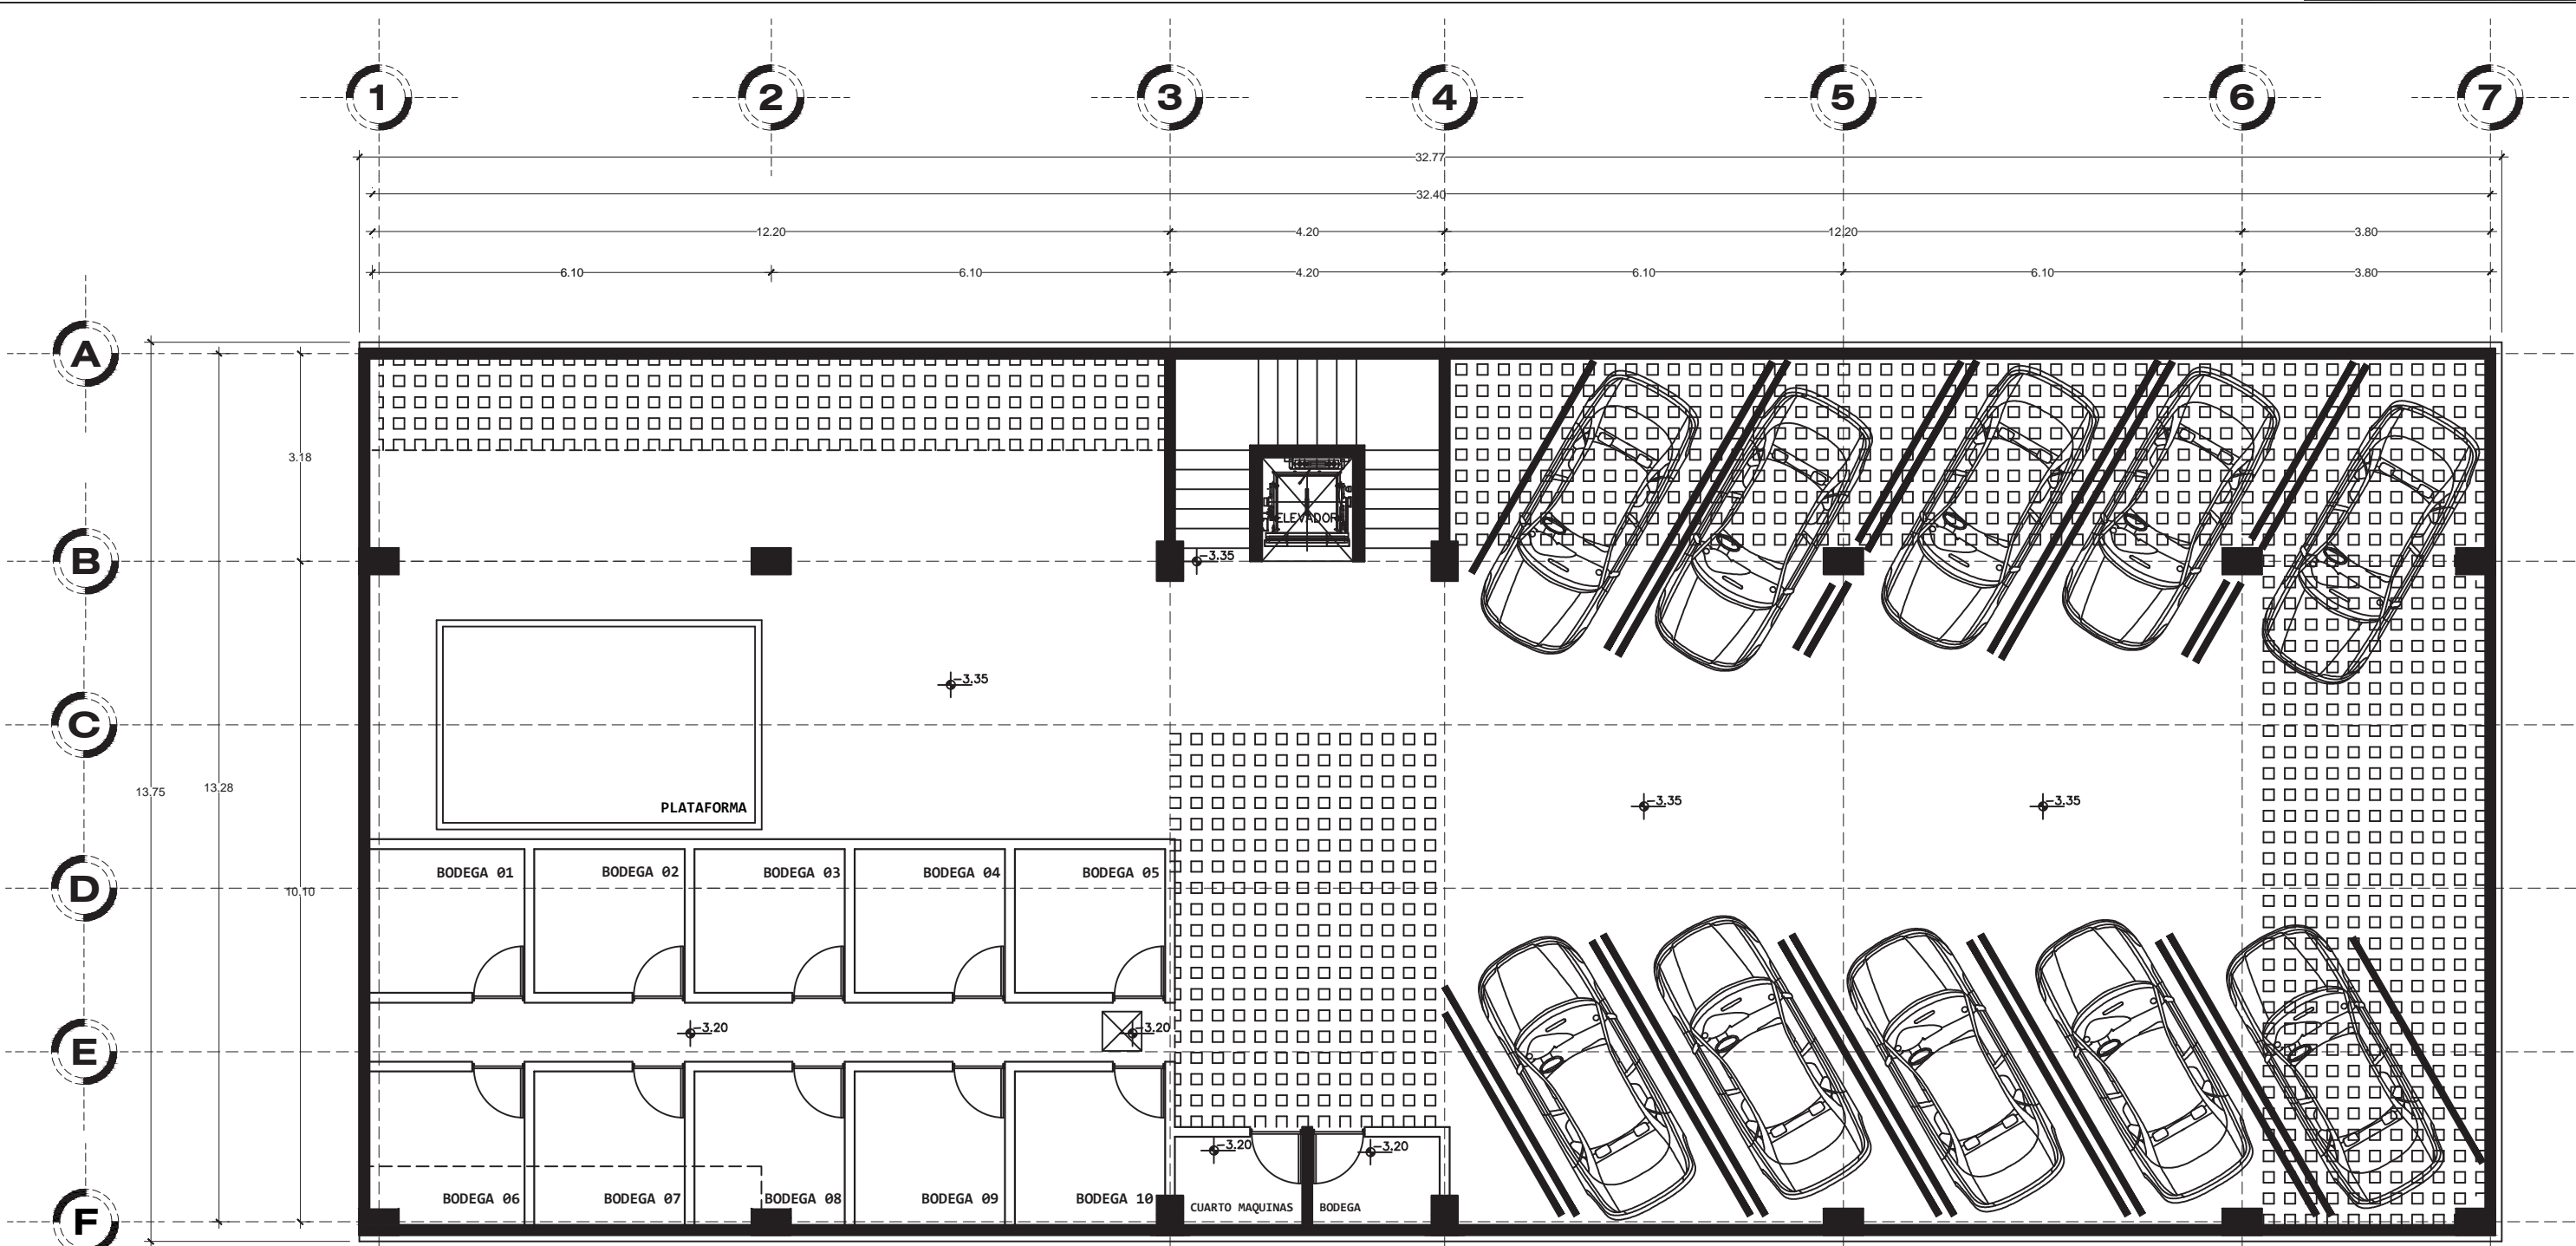 1 2 3 4 5 6 7
32.77
32.40
12.20 4.20 12.20 3.80
6.10 6.10 4.20 6.10 6.10 3.80
A
3.18
ELEVADOR
B
-3.35
-3.35
C
13.75 13.28
PLATAFORMA
-3.35 -3.35
BODEGA 01 BODEGA 02 BODEGA 03 BODEGA 04 BODEGA 05
D
10.10
-3.20 -3.20
E
-3.20 -3.20
BODEGA 06 BODEGA 07 BODEGA 08 BODEGA 09 BODEGA 10
CUARTO MAQUINAS BODEGA
F